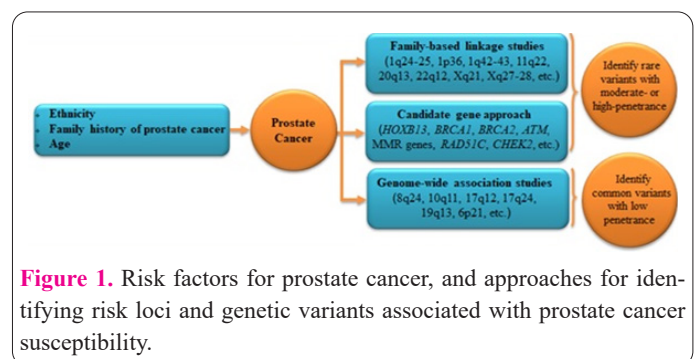 Ethnicity
Family history of prostate cancer
Age
Prostate
Cancer
Family-based linkage studies
(1q24-25, 1p36, 1q42-43, 11q22,
20q13, 22q12, Xq21, Xq27-28, etc.)
Candidate gene approach
(HOXB13, BRCA1, BRCA2, ATM,
MMR genes, RAD51C, CHEK2, etc.)
Genome-wide association studies
(8q24, 10q11, 17q12, 17q24,
19q13, 6p21, etc.)
Identify rare
variants with
moderate- or
high-penetrance
Identify
common variants
with low
penetrance
Figure 1. Risk factors for prostate cancer, and approaches for iden-
tifying risk loci and genetic variants associated with prostate cancer
susceptibility.